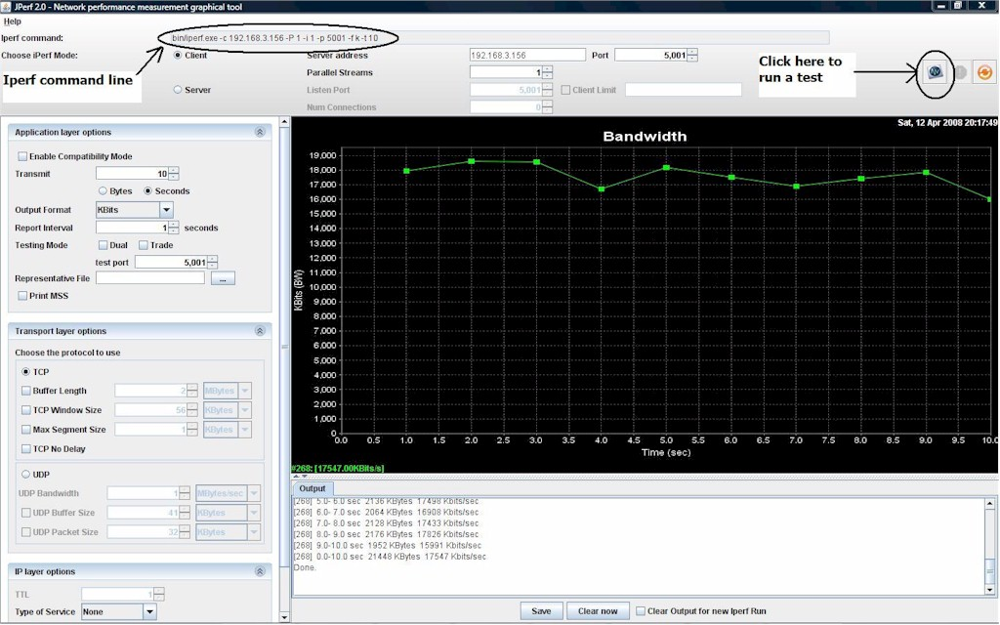 JPerf 2.0 - Network performance measurement graphical tool
Help
Iperf command: bin/iperf.exe -c 192.168.3.156 -P 1 -i 1 -p 5001 -f k -t 10
Choose iPerf Mode: Client Server address 192.168.3.156 Port 5,001
Parallel Streams 1
Server Listen Port 5,001 Client Limit
Num Connections 0
Iperf command line
Click here to
run a test
Application layer options
Enable Compatibility Mode
Transmit 10
Bytes Seconds
Output Format KBits
Report Interval 1 seconds
Testing Mode Dual Trade
test port 5,001
Representative File ...
Print MSS
Transport layer options
Choose the protocol to use
TCP
Buffer Length 2 MBytes
TCP Window Size 56 KBytes
Max Segment Size 1 KBytes
TCP No Delay
UDP
UDP Bandwidth 1 MBytes/sec
UDP Buffer Size 41 KBytes
UDP Packet Size 32 KBytes
IP layer options
TTL 1
Type of Service None
Sat, 12 Apr 2008 20:17:49
Bandwidth
KBits (BW)
19,000
18,000
17,000
16,000
15,000
14,000
13,000
12,000
11,000
10,000
9,000
8,000
7,000
6,000
5,000
4,000
3,000
2,000
1,000
0
0.0 0.5 1.0 1.5 2.0 2.5 3.0 3.5 4.0 4.5 5.0 5.5 6.0 6.5 7.0 7.5 8.0 8.5 9.0 9.5 10.0
Time (sec)
#268: [17547.00KBits/s]
Output
[268] 5.0- 6.0 sec 2136 KBytes 17498 Kbits/sec
[268] 6.0- 7.0 sec 2064 KBytes 16908 Kbits/sec
[268] 7.0- 8.0 sec 2128 KBytes 17433 Kbits/sec
[268] 8.0- 9.0 sec 2176 KBytes 17826 Kbits/sec
[268] 9.0-10.0 sec 1952 KBytes 15991 Kbits/sec
[268] 0.0-10.0 sec 21448 KBytes 17547 Kbits/sec
Done.
Save Clear now Clear Output for new Iperf Run